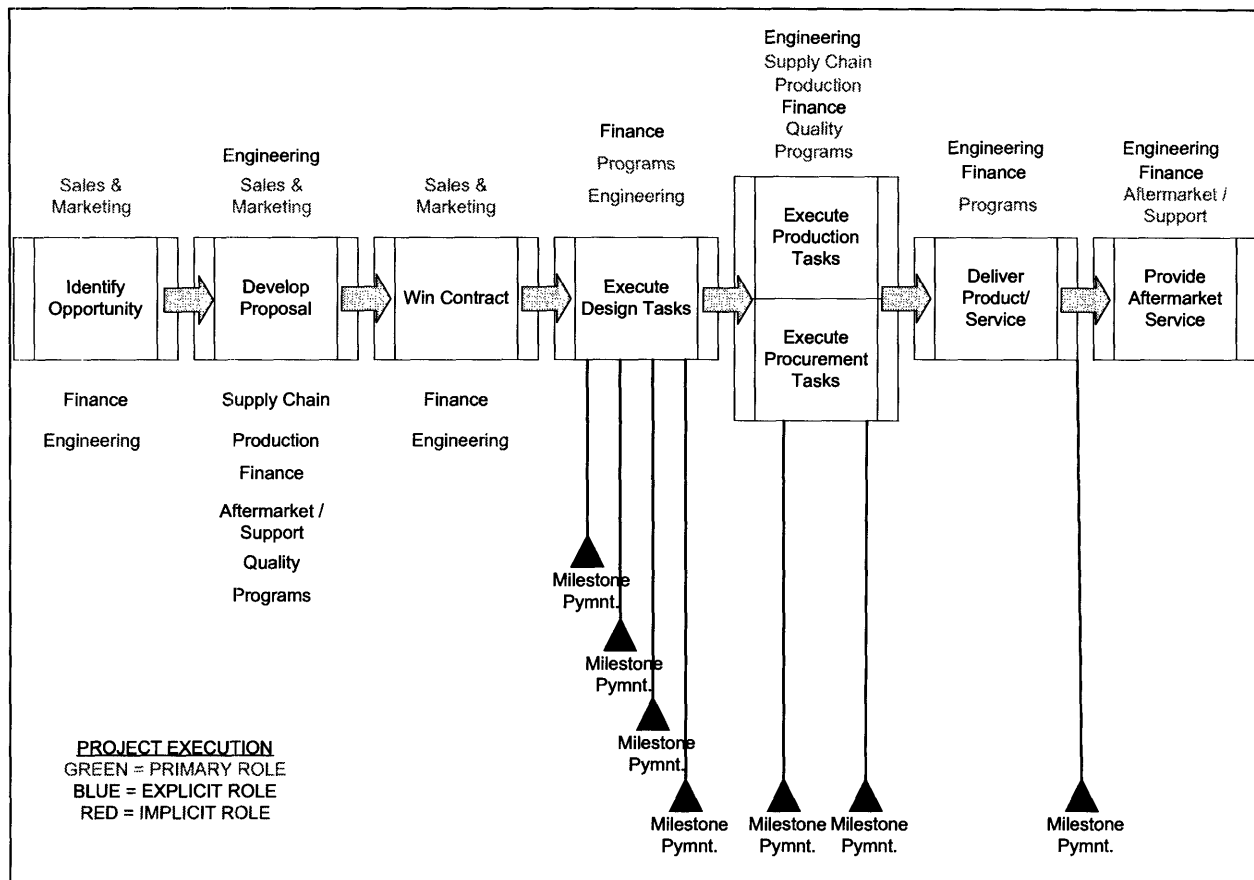 Engineering
Supply Chain
Production
Finance
Quality
Programs
Finance
Programs
Engineering
Engineering
Sales &
Marketing
Sales &
Marketing
Sales &
Marketing
Engineering
Finance
Programs
Engineering
Finance
Aftermarket /
Support
Identify
Opportunity
Develop
Proposal
Win Contract
Execute
Design Tasks
Execute
Production
Tasks
Execute
Procurement
Tasks
Deliver
Product/
Service
Provide
Aftermarket
Service
Finance
Engineering
Supply Chain
Production
Finance
Aftermarket /
Support
Quality
Programs
Finance
Engineering
Milestone
Pymnt.
Milestone
Pymnt.
Milestone
Pymnt.
Milestone
Pymnt.
Milestone
Pymnt.
Milestone
Pymnt.
Milestone
Pymnt.
PROJECT EXECUTION
GREEN = PRIMARY ROLE
BLUE = EXPLICIT ROLE
RED = IMPLICIT ROLE